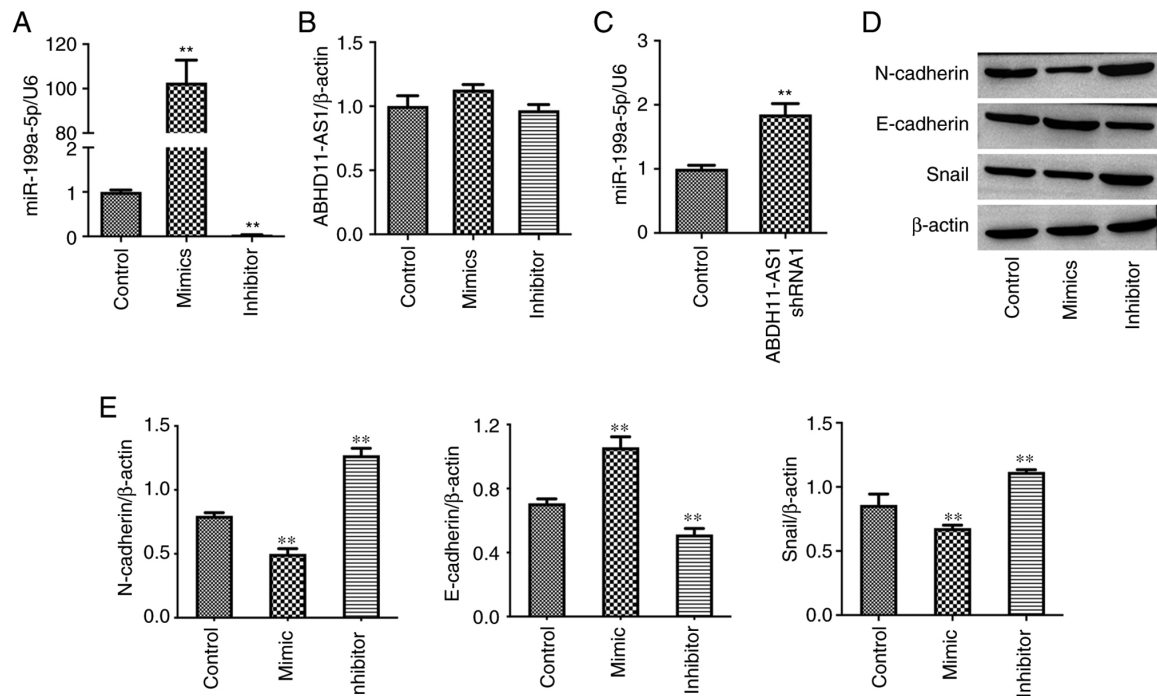 A
miR-199a-5p/U6
120
**
100
80
2
1
**
0
Control
Mimics
Inhibitor
B
ABHD11-AS1/β-actin
1.5
1.0
0.5
0.0
Control
Mimics
Inhibitor
C
miR-199a-5p/U6
3
**
2
1
0
Control
ABDH11-AS1
shRNA1
D
N-cadherin
E-cadherin
Snail
β-actin
Control
Mimics
Inhibitor
E
N-cadherin/β-actin
1.5
**
1.0
**
0.5
0.0
Control
Mimic
Inhibitor
E-cadherin/β-actin
1.2
**
0.9
**
0.6
0.4
0.0
Control
Mimic
Inhibitor
Snail/β-actin
1.5
**
1.0
**
0.5
0.0
Control
Mimic
Inhibitor